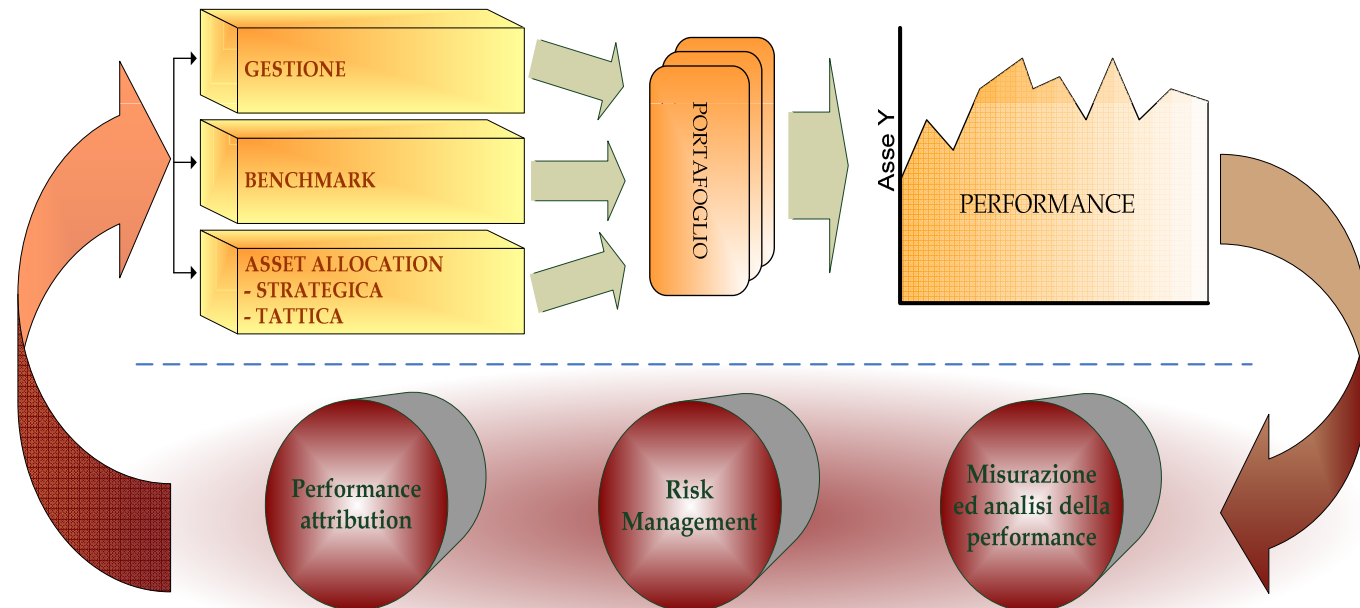 GESTIONE
BENCHMARK
ASSET ALLOCATION
- STRATEGICA
- TATTICA
PORTAFOGLIO
Asse Y
PERFORMANCE
Performance
attribution
Risk
Management
Misurazione
ed analisi della
performance